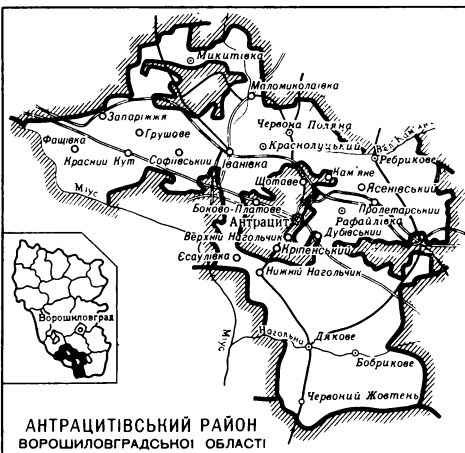 Микитівка
Маломиколаївка
Запаріжжя
Червона Поляна
Грушове
Фащівка
Краснолуцький
Ребрикове
Красний Кут
Софіївський
Іванівка
Щотове
Кам'яне
Ясенівський
Міус
Боково-Платове
Пролетарський
Антрацит
Рафайлівка
Верхній Нагольчик
Дубівський
Кріпенський
Єсаулівка
Нижній Нагольчик
Ворошиловград
Міус
Нагольна
Дякове
Бобрикове
Червоний Жовтень
АНТРАЦИТІВСЬКИЙ РАЙОН
ВОРОШИЛОВГРАДСЬКОЇ ОБЛАСТІ